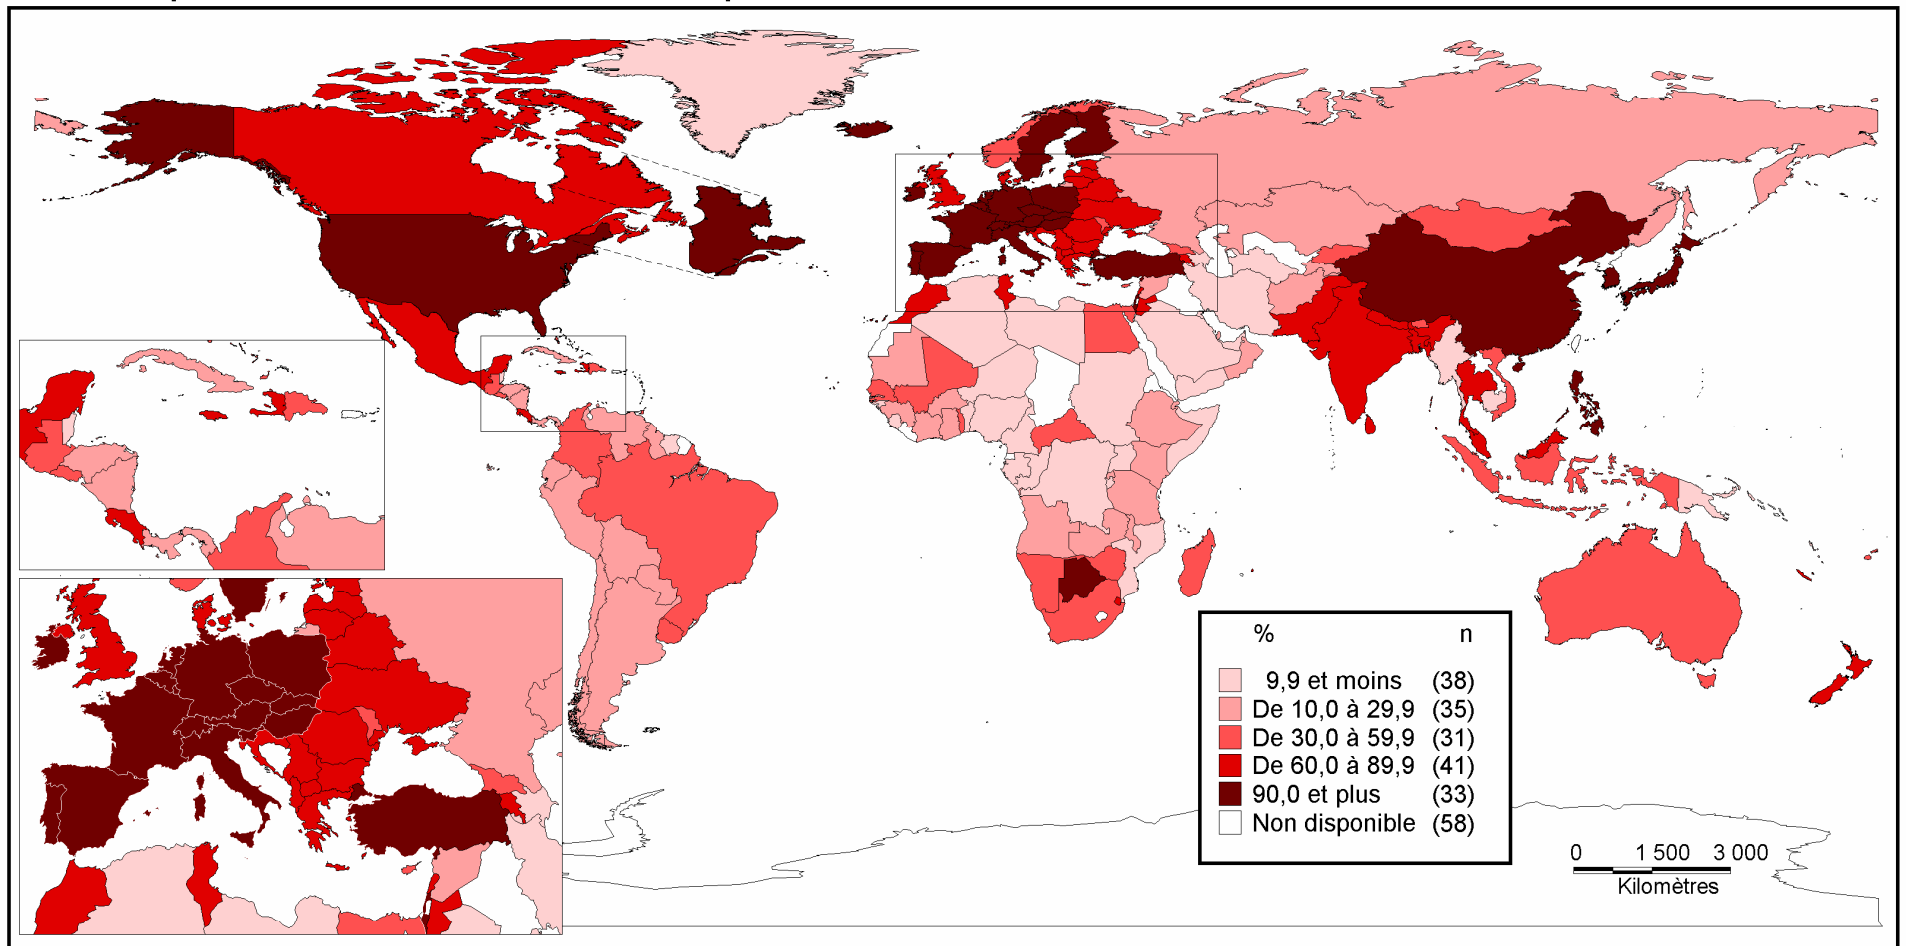 % n
9,9 et moins (38)
De 10,0 à 29,9 (35)
De 30,0 à 59,9 (31)
De 60,0 à 89,9 (41)
90,0 et plus (33)
Non disponible (58)
0 1 500 3 000
Kilomètres